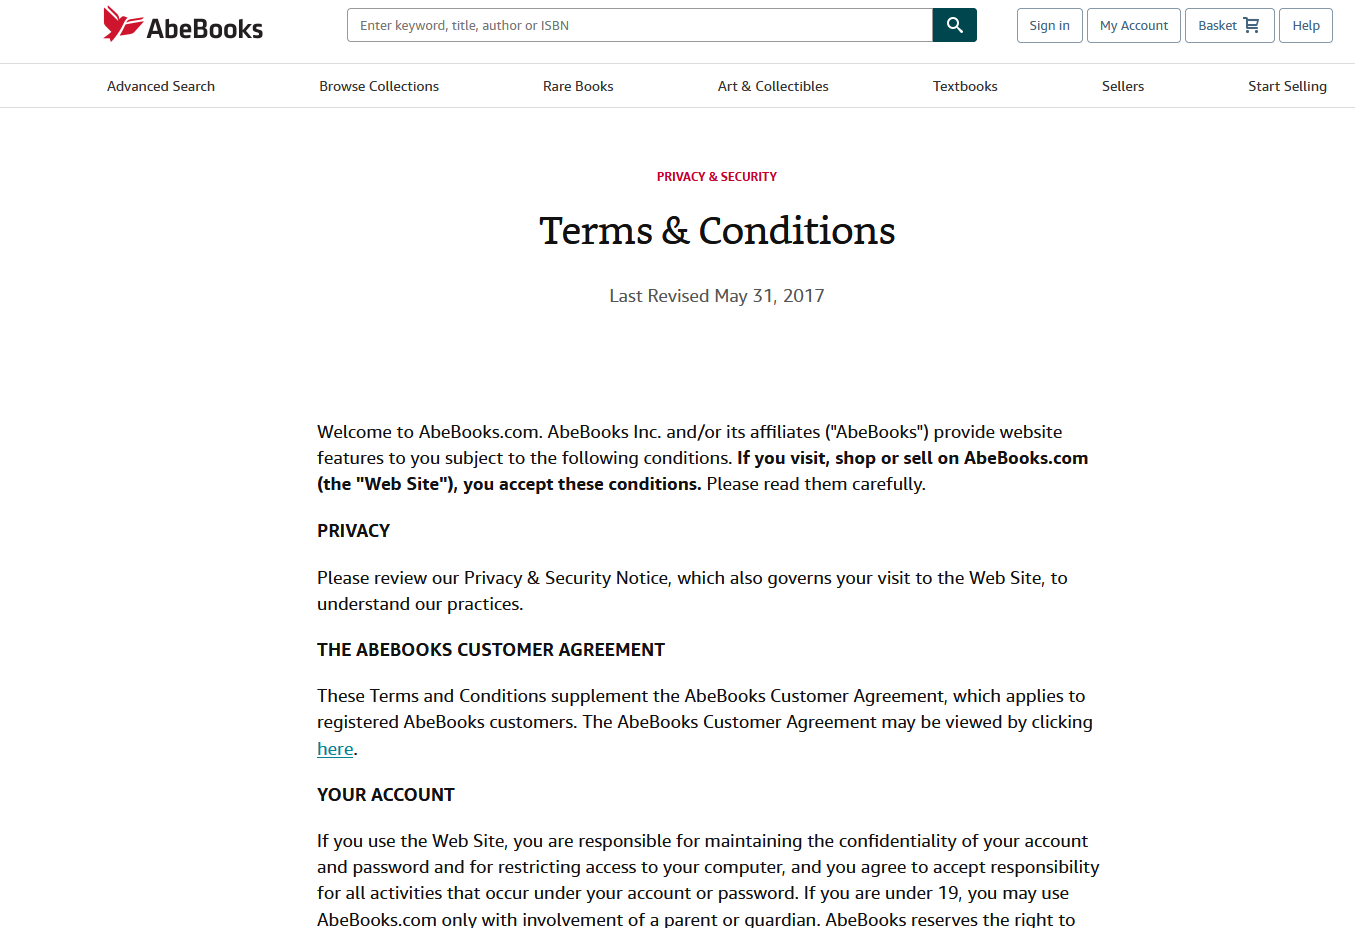 AbeBooks
Enter keyword, title, author or ISBN
Sign in
My Account
Basket
Help
Advanced Search
Browse Collections
Rare Books
Art & Collectibles
Textbooks
Sellers
Start Selling
PRIVACY & SECURITY
Terms & Conditions
Last Revised May 31, 2017
Welcome to AbeBooks.com. AbeBooks Inc. and/or its affiliates ("AbeBooks") provide website
features to you subject to the following conditions. If you visit, shop or sell on AbeBooks.com
(the "Web Site"), you accept these conditions. Please read them carefully.
PRIVACY
Please review our Privacy & Security Notice, which also governs your visit to the Web Site, to
understand our practices.
THE ABEBOOKS CUSTOMER AGREEMENT
These Terms and Conditions supplement the AbeBooks Customer Agreement, which applies to
registered AbeBooks customers. The AbeBooks Customer Agreement may be viewed by clicking
here.
YOUR ACCOUNT
If you use the Web Site, you are responsible for maintaining the confidentiality of your account
and password and for restricting access to your computer, and you agree to accept responsibility
for all activities that occur under your account or password. If you are under 19, you may use
AbeBooks.com only with involvement of a parent or guardian. AbeBooks reserves the right to